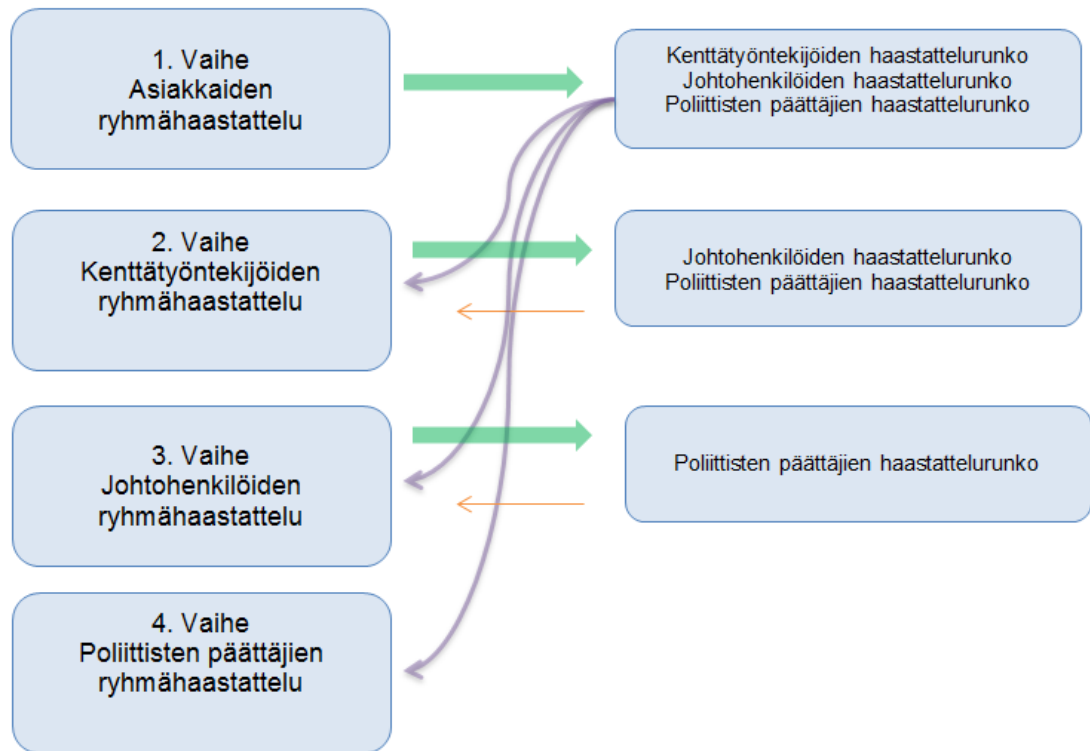 1. Vaihe
Asiakkaiden
ryhmähaastattelu
Kenttätyöntekijöiden haastattelurunko
Johtohenkilöiden haastattelurunko
Poliittisten päättäjien haastattelurunko
2. Vaihe
Kenttätyöntekijöiden
ryhmähaastattelu
Johtohenkilöiden haastattelurunko
Poliittisten päättäjien haastattelurunko
3. Vaihe
Johtohenkilöiden
ryhmähaastattelu
Poliittisten päättäjien haastattelurunko
4. Vaihe
Poliittisten päättäjien
ryhmähaastattelu